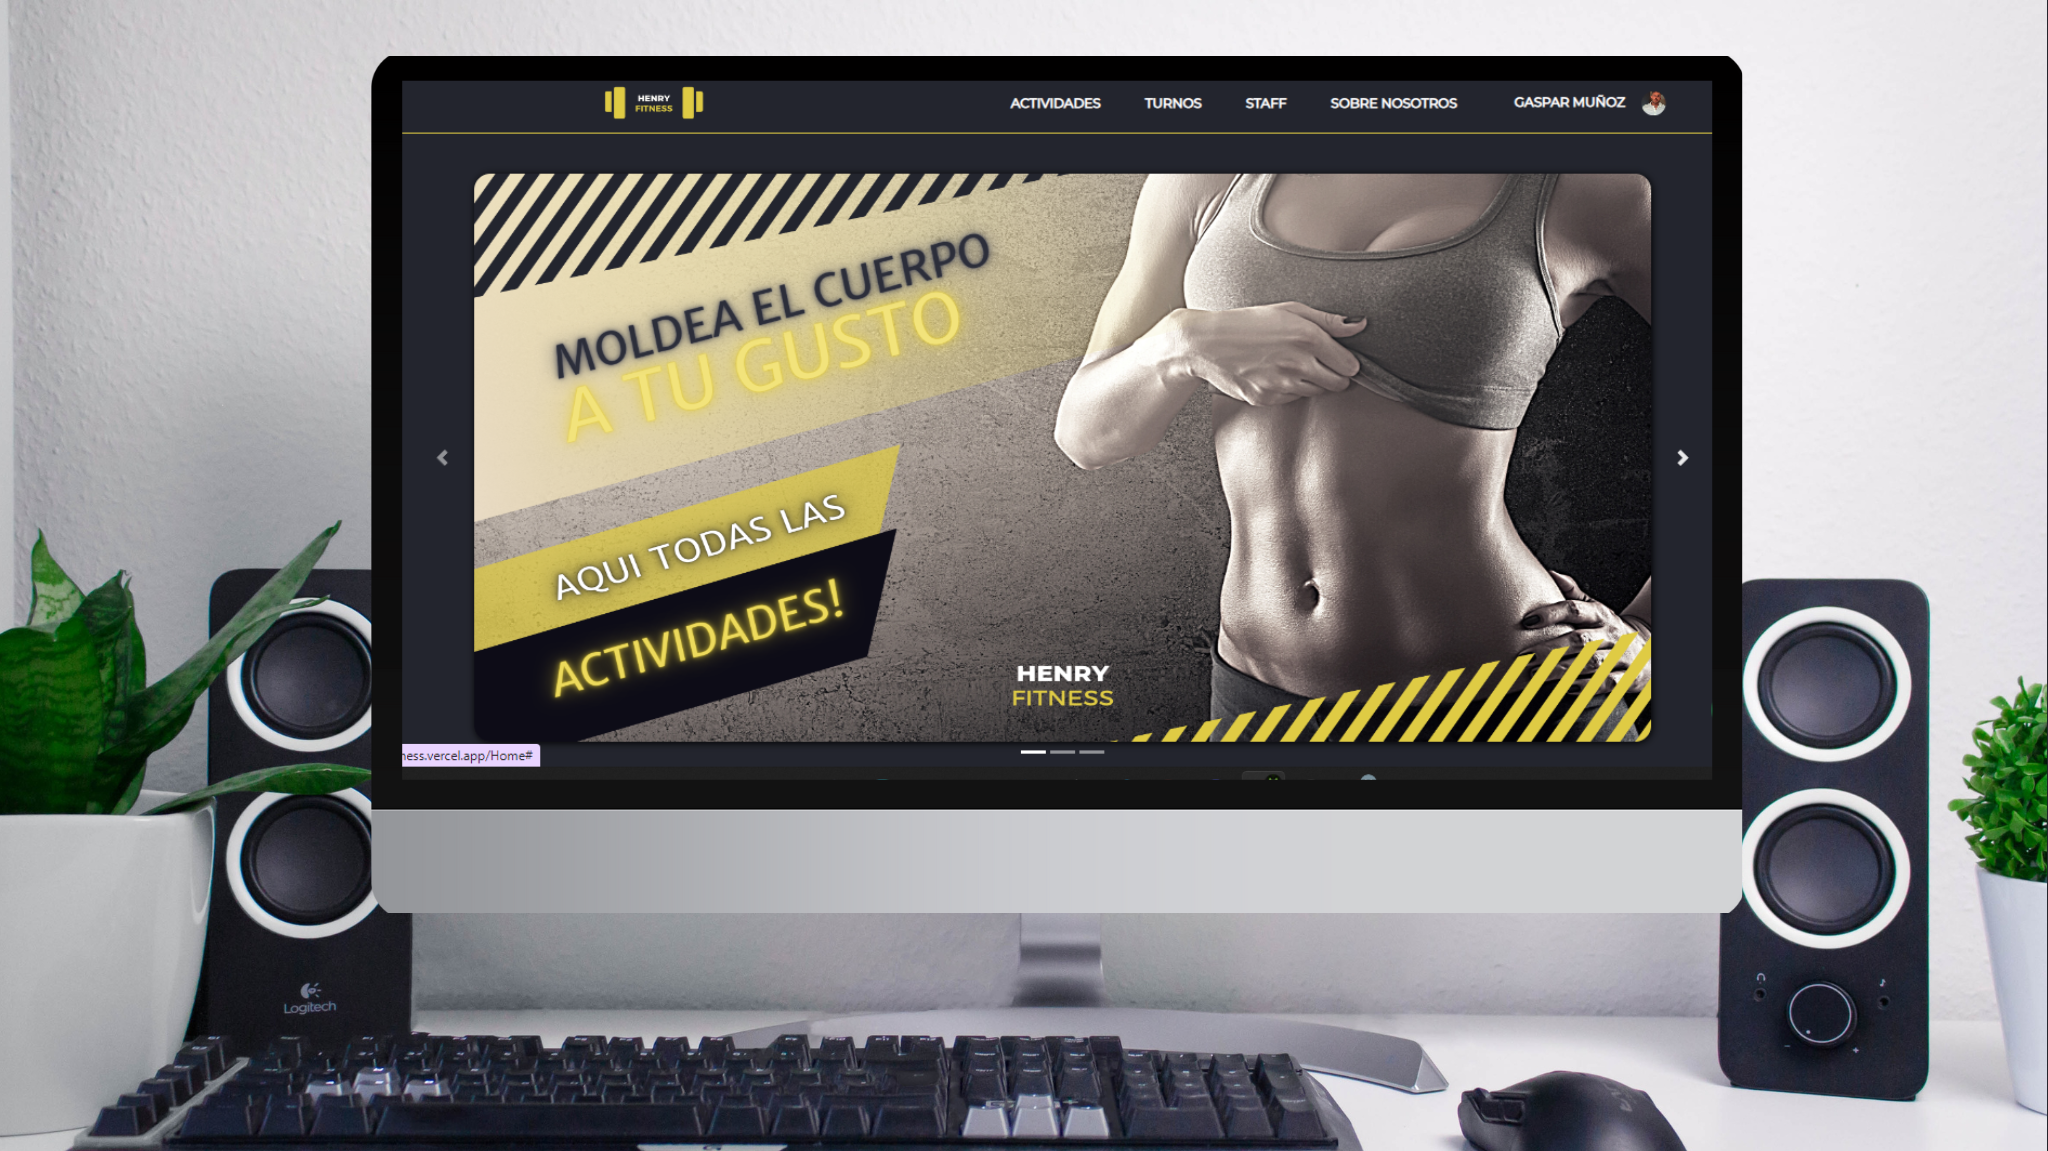 HENRY
FITNESS
ACTIVIDADES TURNOS STAFF SOBRE NOSOTROS GASPAR MUÑOZ
MOLDEA EL CUERPO
A TU GUSTO
AQUI TODAS LAS
ACTIVIDADES!
HENRY
FITNESS
ness.vercel.app/Home#
Logitech